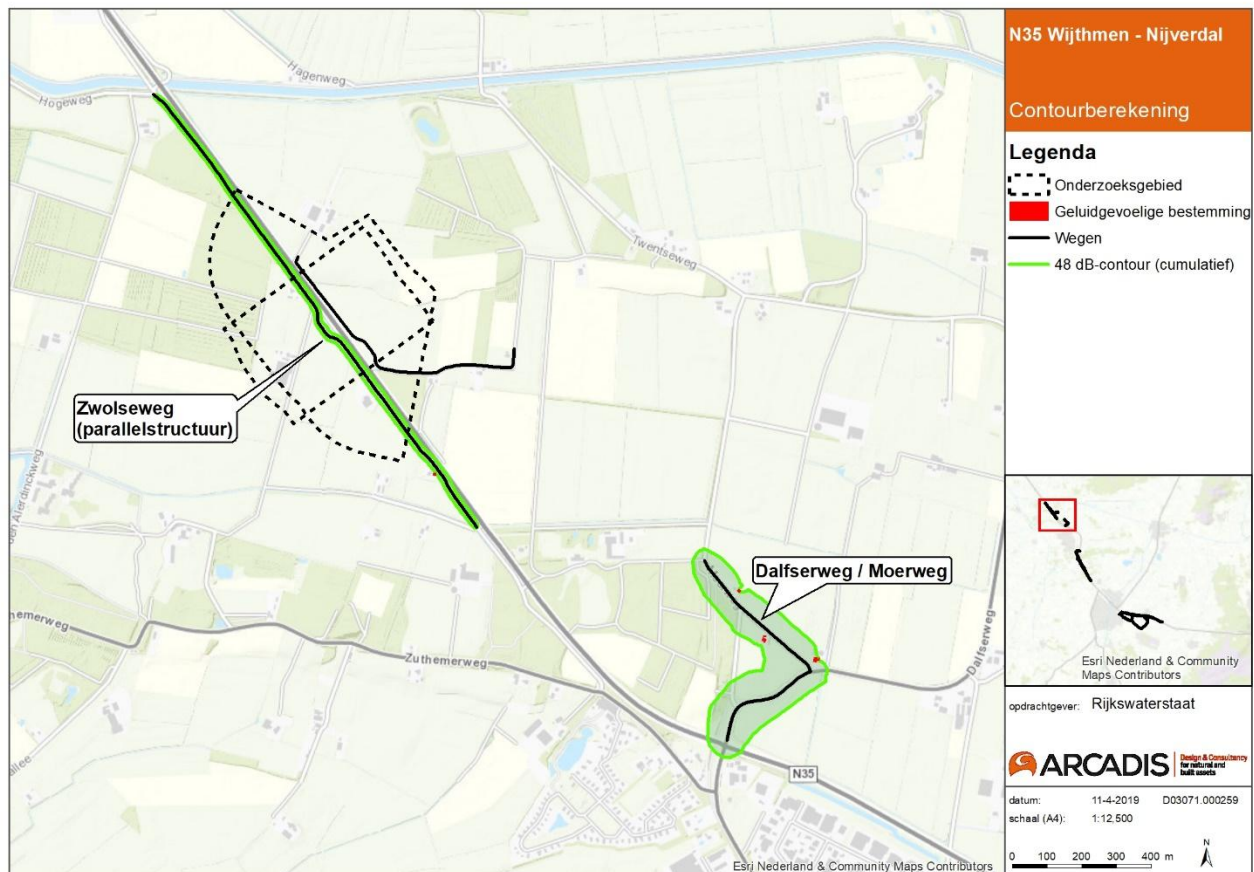 N35 Wijthmen - Nijverdal
Contourberekening
Legenda
Onderzoeksgebied
Geluidgevoelige bestemming
Wegen
48 dB-contour (cumulatief)
Hogeweg
Hagenweg
Twentseweg
Zwolseweg
(parallelstructuur)
Dalfserweg / Moerweg
Zuthemerweg
Dalfserweg
N35
Esri Nederland & Community Maps Contributors
Esri Nederland & Community
Maps Contributors
opdrachtgever: Rijkswaterstaat
ARCADIS
Design & Consultancy
for natural and
built assets
datum: 11-4-2019 D03071.000259
schaal (A4): 1:12,500
0 100 200 300 400 m
N